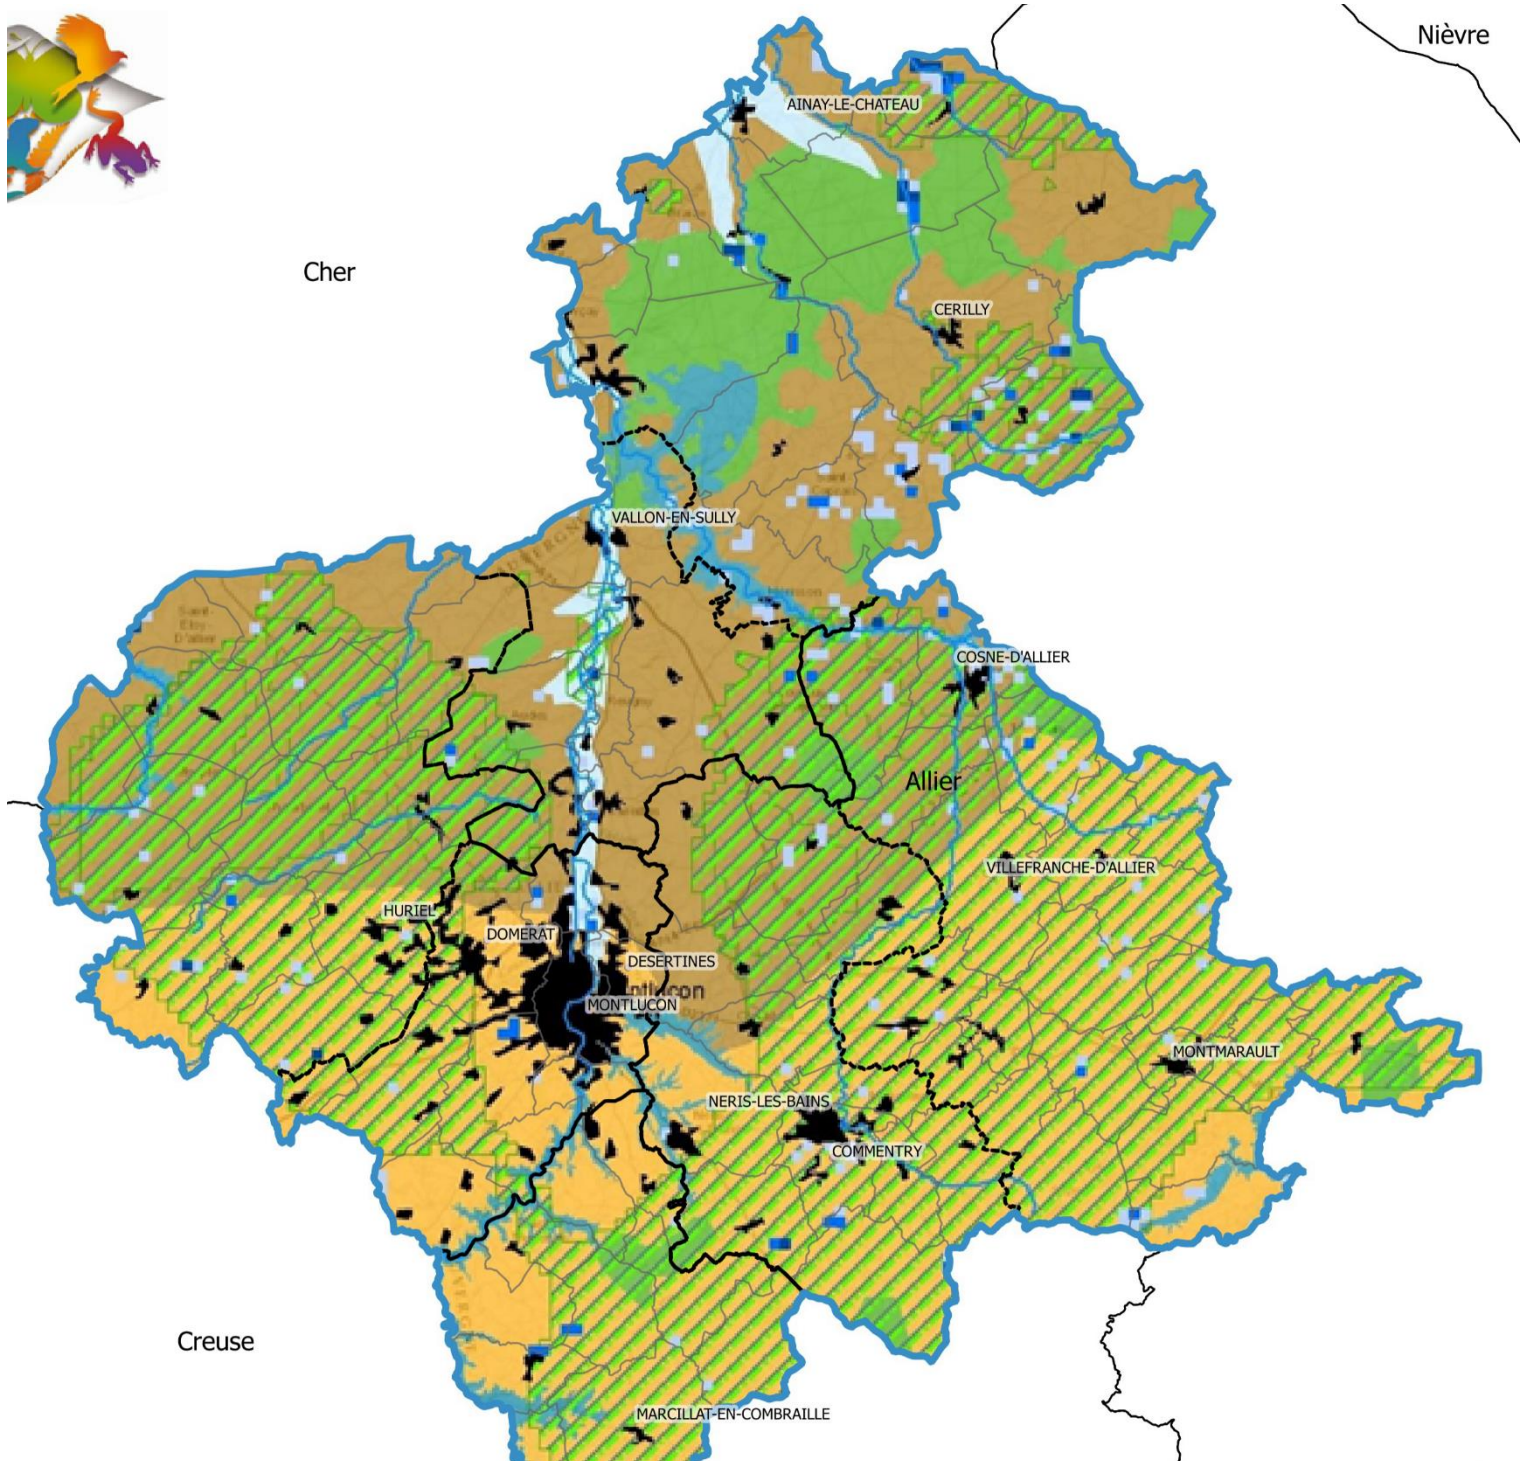 Nièvre
AINAY-LE-CHATEAU
Cher
CERILLY
VALLON-EN-SULLY
COSNE-D'ALLIER
Allier
VILLEFRANCHE-D'ALLIER
HURIEL
DOMERAT
DESERTINES
MONTLUCON
MONTMARAULT
NERIS-LES-BAINS
COMMENTRY
Creuse
MARCILLAT-EN-COMBRAILLE